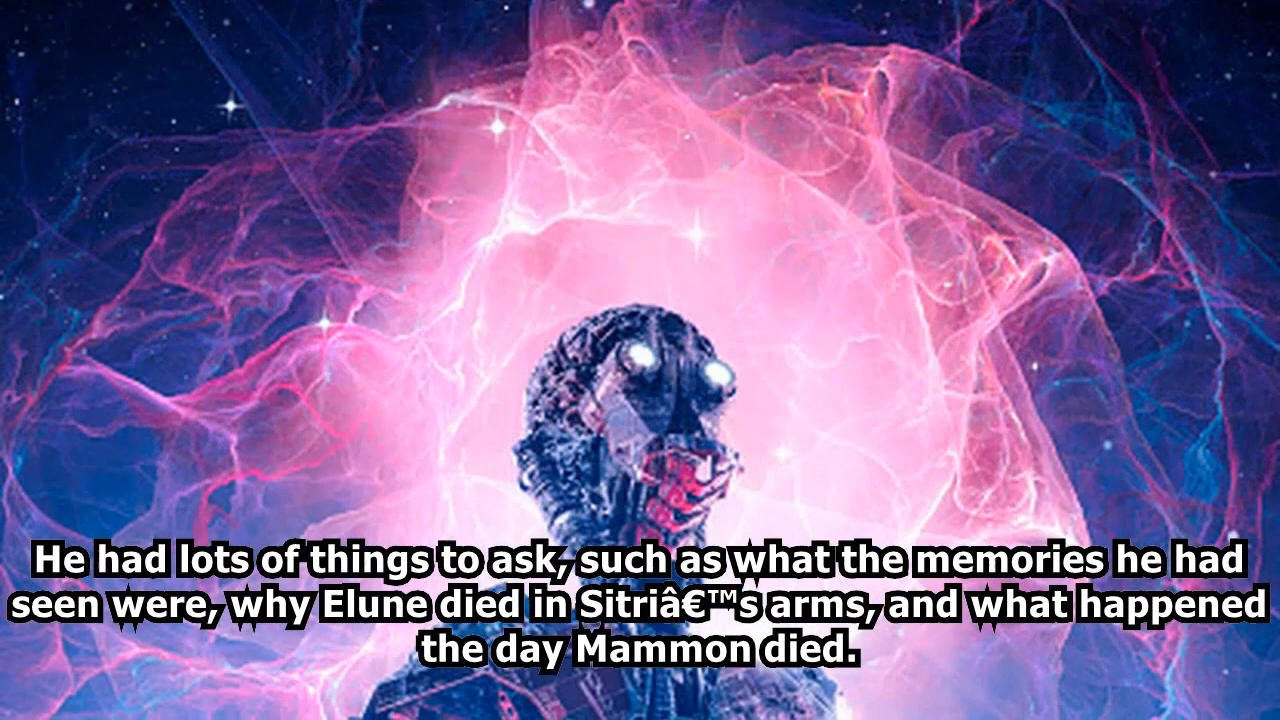 He had lots of things to ask, such as what the memories he had
seen were, why Elune died in Sitriâ€™s arms, and what happened
the day Mammon died.